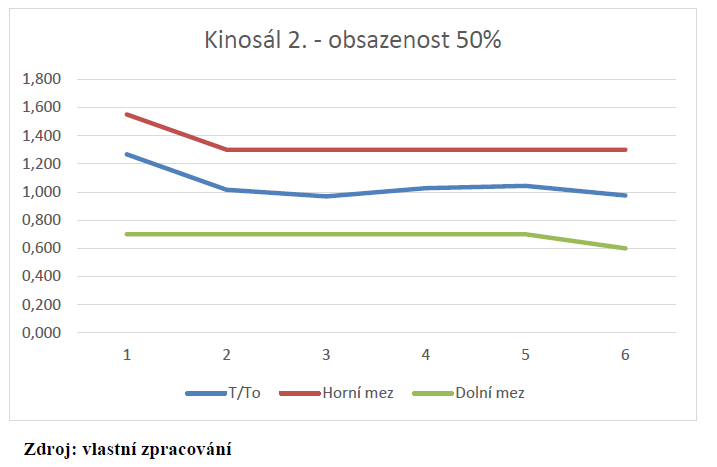 Kinosál 2. - obsazenost 50%
1,800
1,600
1,400
1,200
1,000
0,800
0,600
0,400
0,200
0,000
1 2 3 4 5 6
T/To Horní mez Dolní mez
Zdroj: vlastní zpracování